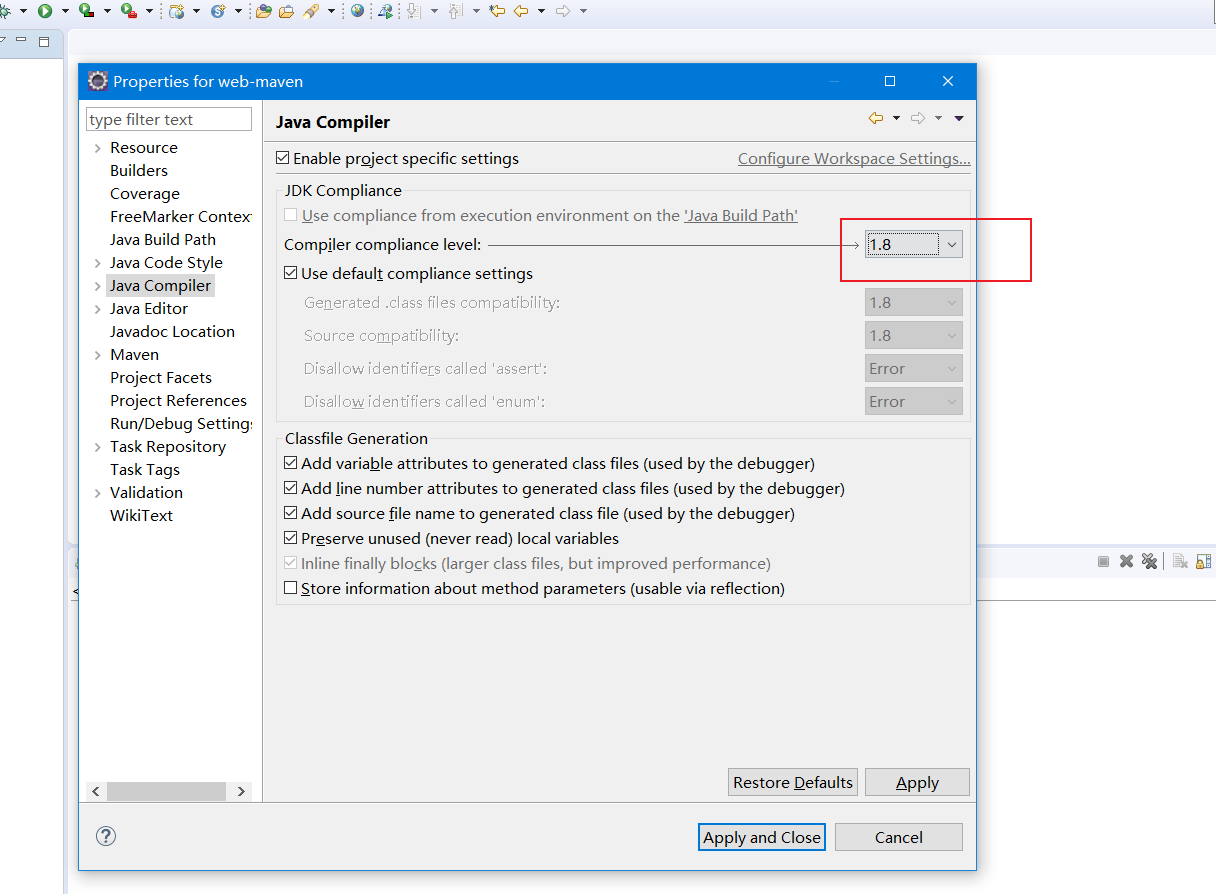 Properties for web-maven
type filter text
Resource
Builders
Coverage
FreeMarker Contex
Java Build Path
Java Code Style
Java Compiler
Java Editor
Javadoc Location
Maven
Project Facets
Project References
Run/Debug Settings
Task Repository
Task Tags
Validation
WikiText
Java Compiler
Enable project specific settings
Configure Workspace Settings...
JDK Compliance
Use compliance from execution environment on the 'Java Build Path'
Compiler compliance level: 1.8
Use default compliance settings
Generated .class files compatibility: 1.8
Source compatibility: 1.8
Disallow identifiers called 'assert': Error
Disallow identifiers called 'enum': Error
Classfile Generation
Add variable attributes to generated class files (used by the debugger)
Add line number attributes to generated class files (used by the debugger)
Add source file name to generated class file (used by the debugger)
Preserve unused (never read) local variables
Inline finally blocks (larger class files, but improved performance)
Store information about method parameters (usable via reflection)
Restore Defaults Apply
Apply and Close Cancel